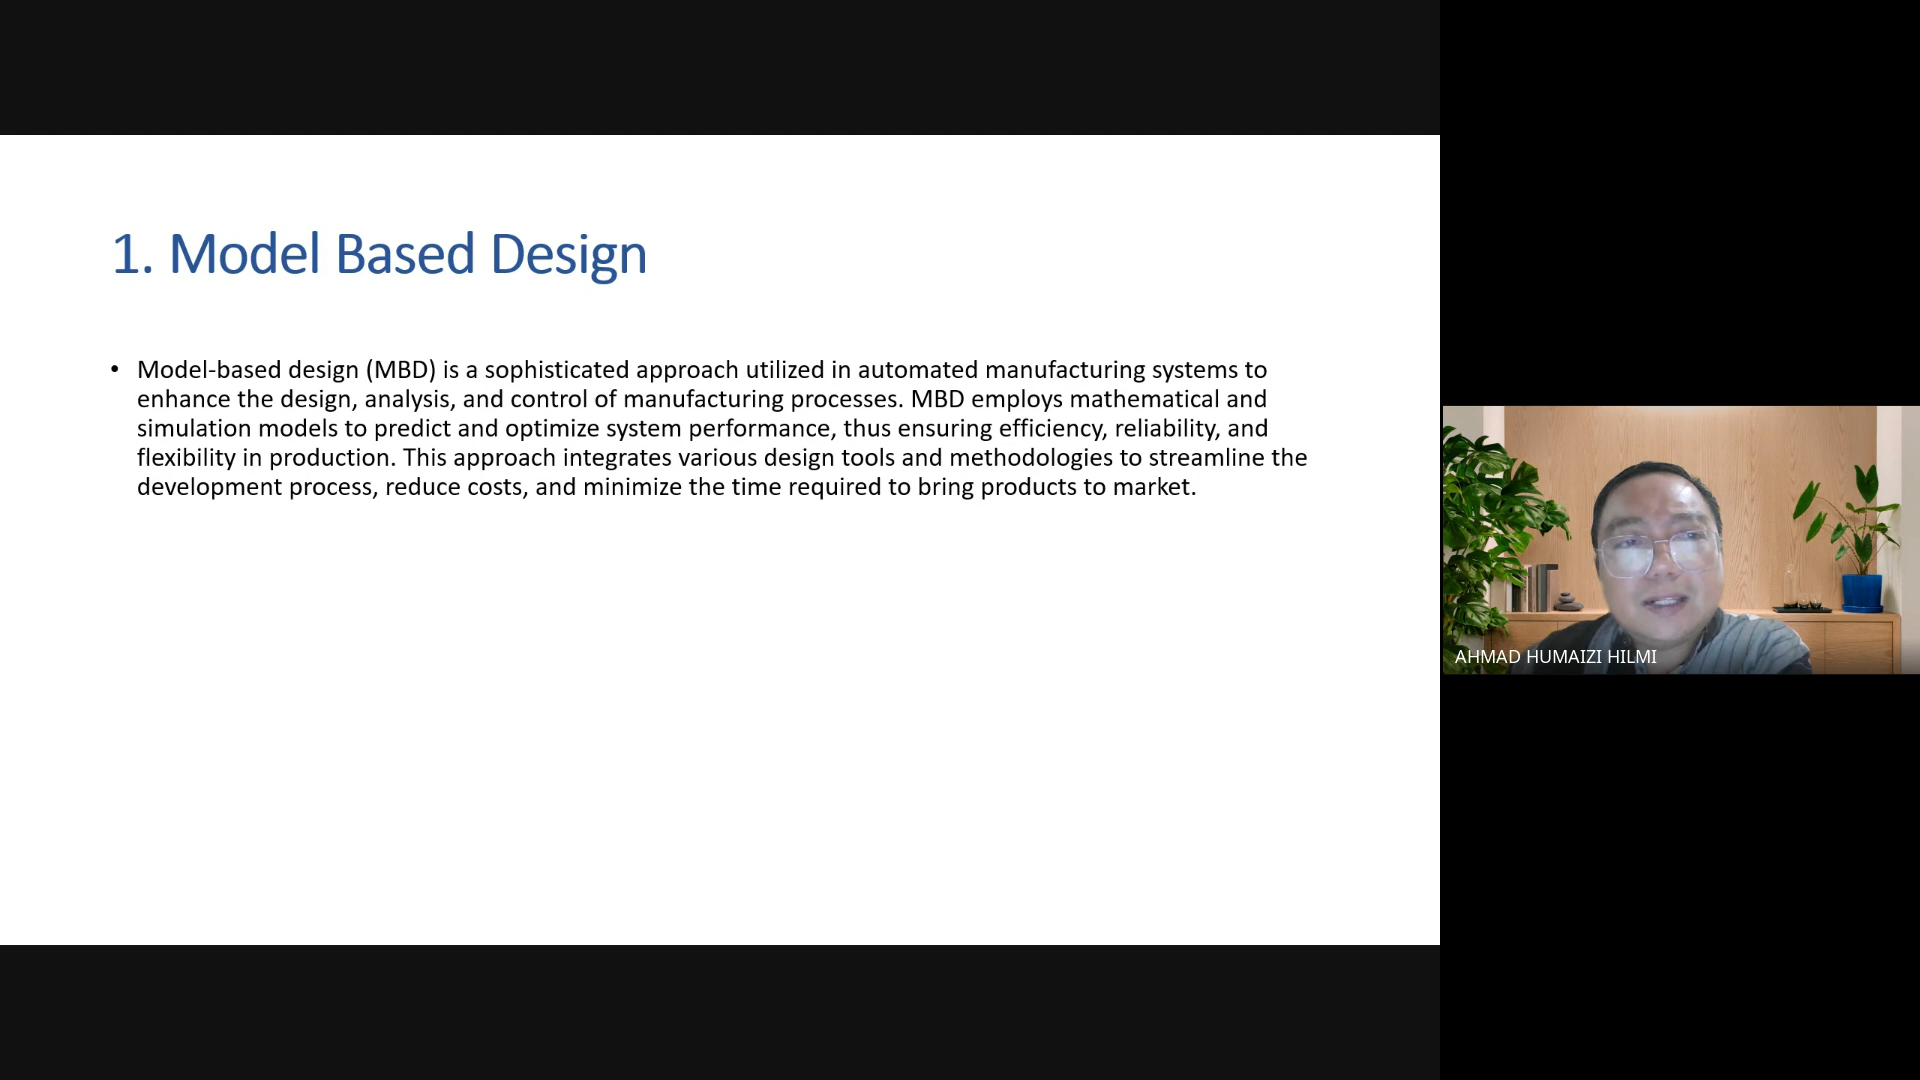 1. Model Based Design
• Model-based design (MBD) is a sophisticated approach utilized in automated manufacturing systems to
enhance the design, analysis, and control of manufacturing processes. MBD employs mathematical and
simulation models to predict and optimize system performance, thus ensuring efficiency, reliability, and
flexibility in production. This approach integrates various design tools and methodologies to streamline the
development process, reduce costs, and minimize the time required to bring products to market.
AHMAD HUMAIZI HILMI